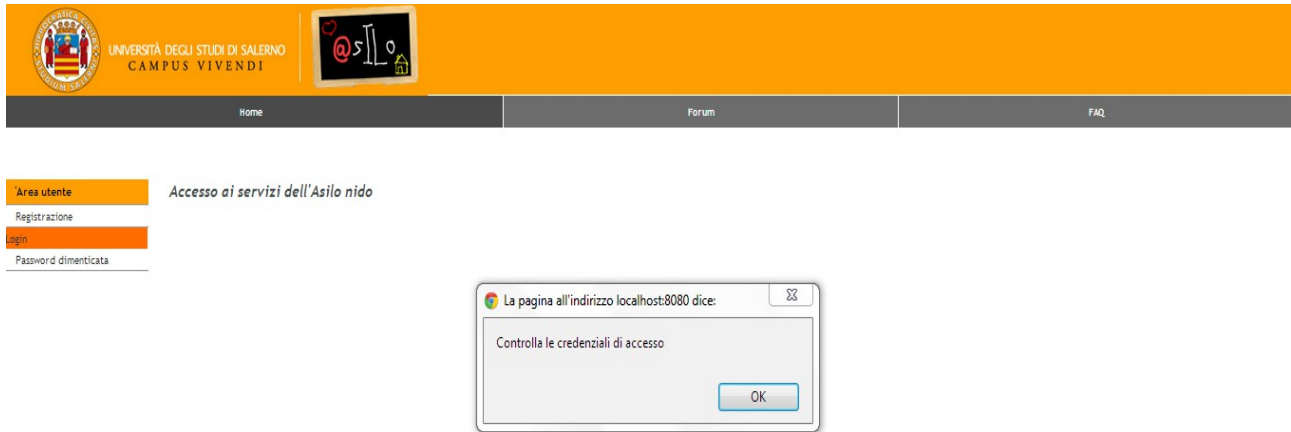 UNIVERSITÀ DEGLI STUDI DI SALERNO
CAMPUS VIVENDI
@sILo
Home
Forum
FAQ
'Area utente
Accesso ai servizi dell'Asilo nido
Registrazione
Login
Password dimenticata
La pagina all'indirizzo localhost:8080 dice:
Controlla le credenziali di accesso
OK